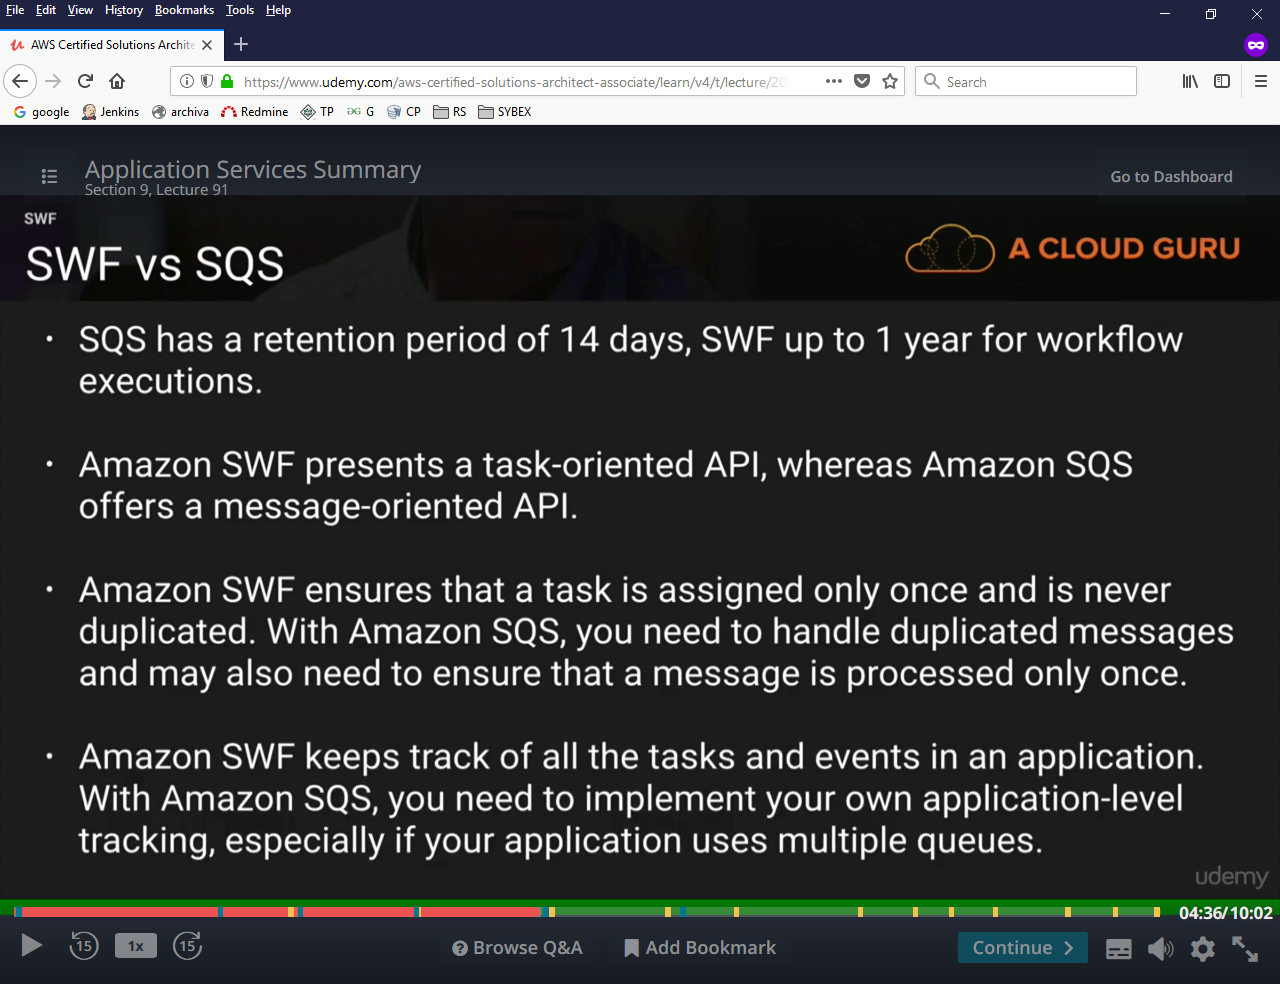 File Edit View History Bookmarks Tools Help
AWS Certified Solutions Archite
https://www.udemy.com/aws-certified-solutions-architect-associate/learn/v4/t/lecture/20
Search
google Jenkins archiva Redmine TP G CP RS SYBEX
Application Services Summary
Section 9, Lecture 91
Go to Dashboard
SWF
SWF vs SQS
A CLOUD GURU
• SQS has a retention period of 14 days, SWF up to 1 year for workflow
executions.
• Amazon SWF presents a task-oriented API, whereas Amazon SQS
offers a message-oriented API.
• Amazon SWF ensures that a task is assigned only once and is never
duplicated. With Amazon SQS, you need to handle duplicated messages
and may also need to ensure that a message is processed only once.
• Amazon SWF keeps track of all the tasks and events in an application.
With Amazon SQS, you need to implement your own application-level
tracking, especially if your application uses multiple queues.
udemy
04:36/10:02
15 1x 15 Browse Q&A Add Bookmark Continue